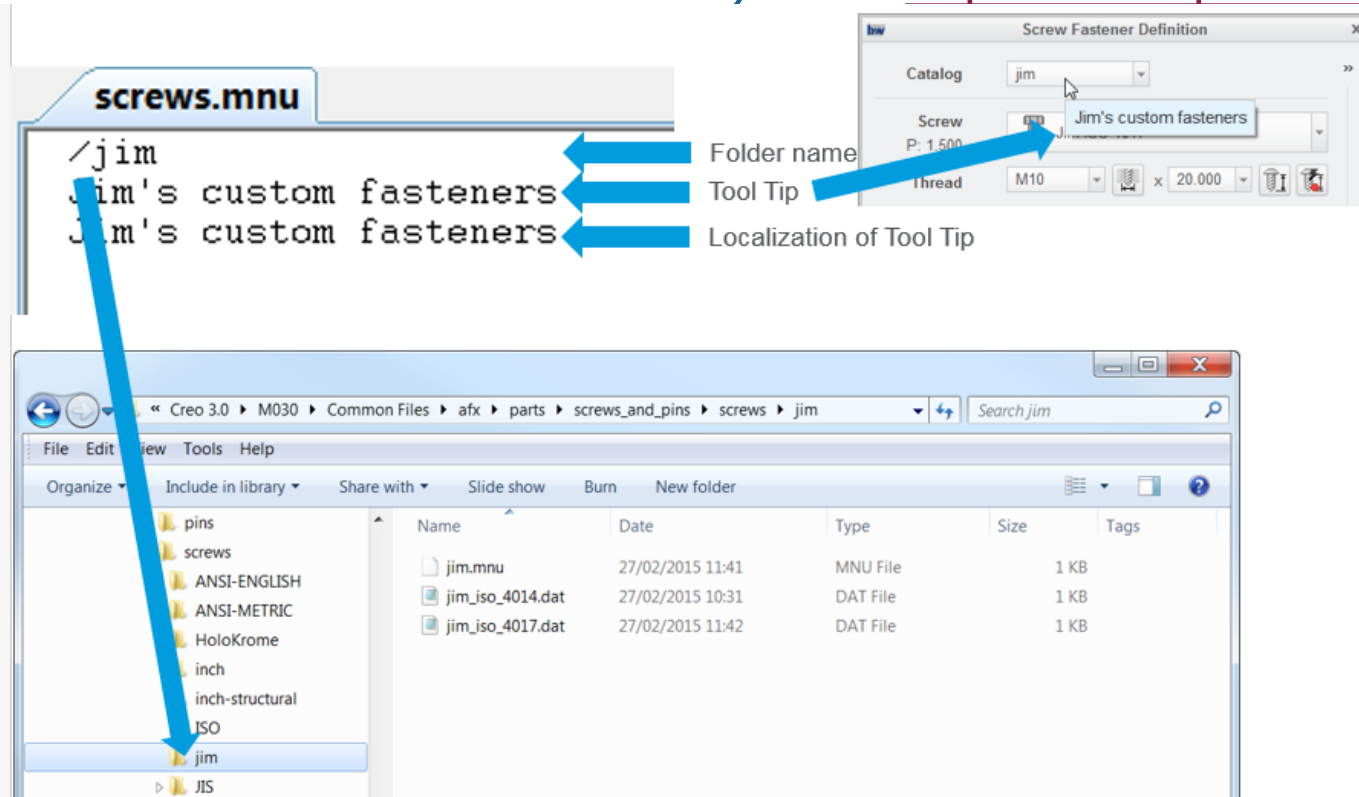 bw Screw Fastener Definition x
Catalog jim
»
Jim's custom fasteners
Screw
P: 1.500
Thread M10 x 20.000
screws.mnu
/jim
Jim's custom fasteners
Jim's custom fasteners
Folder name
Tool Tip
Localization of Tool Tip
« Creo 3.0 Common Files afx parts screws_and_pins screws jim
M030
Search jim
File Edit View Tools Help
Organize Include in library Share with Slide show Burn New folder
Name Date Type Size Tags
pins
screws
ANSI-ENGLISH
ANSI-METRIC
HoloKrome
inch
inch-structural
ISO
jim
JIS
jim.mnu 27/02/2015 11:41 MNU File 1 KB
jim_iso_4014.dat 27/02/2015 10:31 DAT File 1 KB
jim_iso_4017.dat 27/02/2015 11:42 DAT File 1 KB